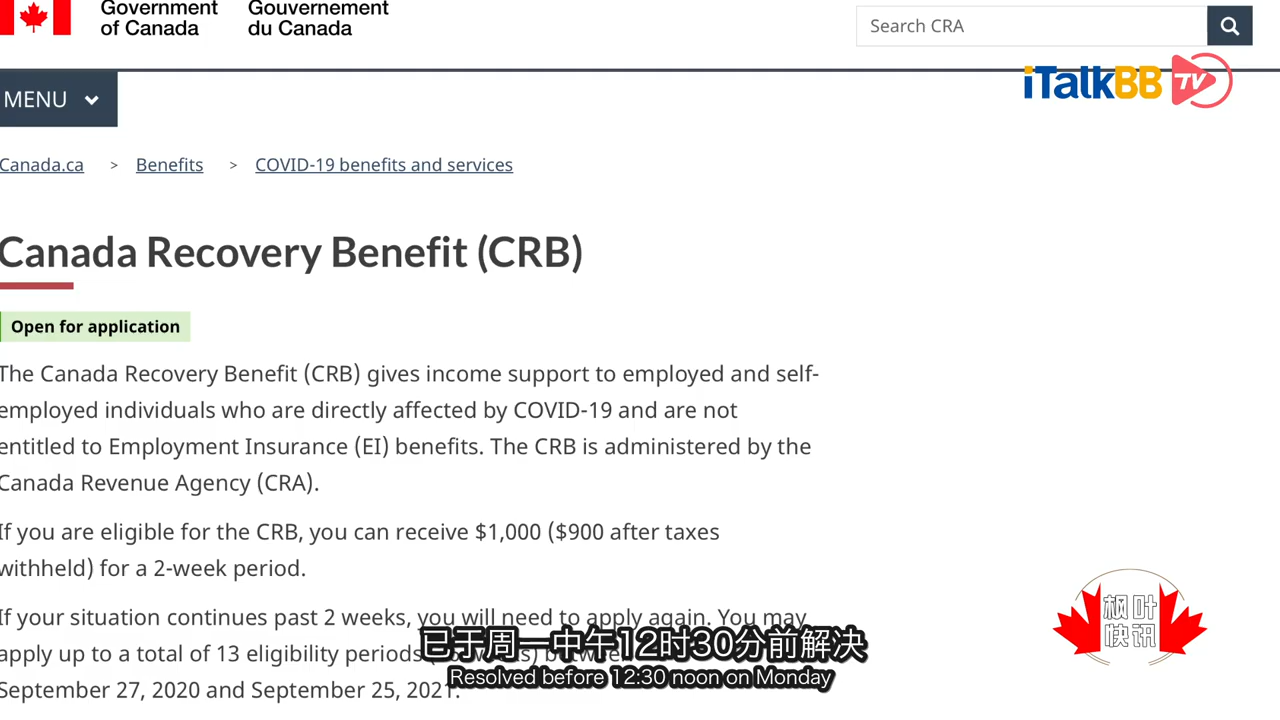 Government of Canada
Gouvernement du Canada
Search CRA
iTalkBB TV
MENU
Canada.ca > Benefits > COVID-19 benefits and services
Canada Recovery Benefit (CRB)
Open for application
The Canada Recovery Benefit (CRB) gives income support to employed and self-
employed individuals who are directly affected by COVID-19 and are not
entitled to Employment Insurance (EI) benefits. The CRB is administered by the
Canada Revenue Agency (CRA).
If you are eligible for the CRB, you can receive $1,000 ($900 after taxes
withheld) for a 2-week period.
If your situation continues past 2 weeks, you will need to apply again. You may
apply up to a total of 13 eligibility periods
September 27, 2020 and September 25, 2021.
枫叶
快讯
已于周一中午12时30分前解决
Resolved before 12:30 noon on Monday